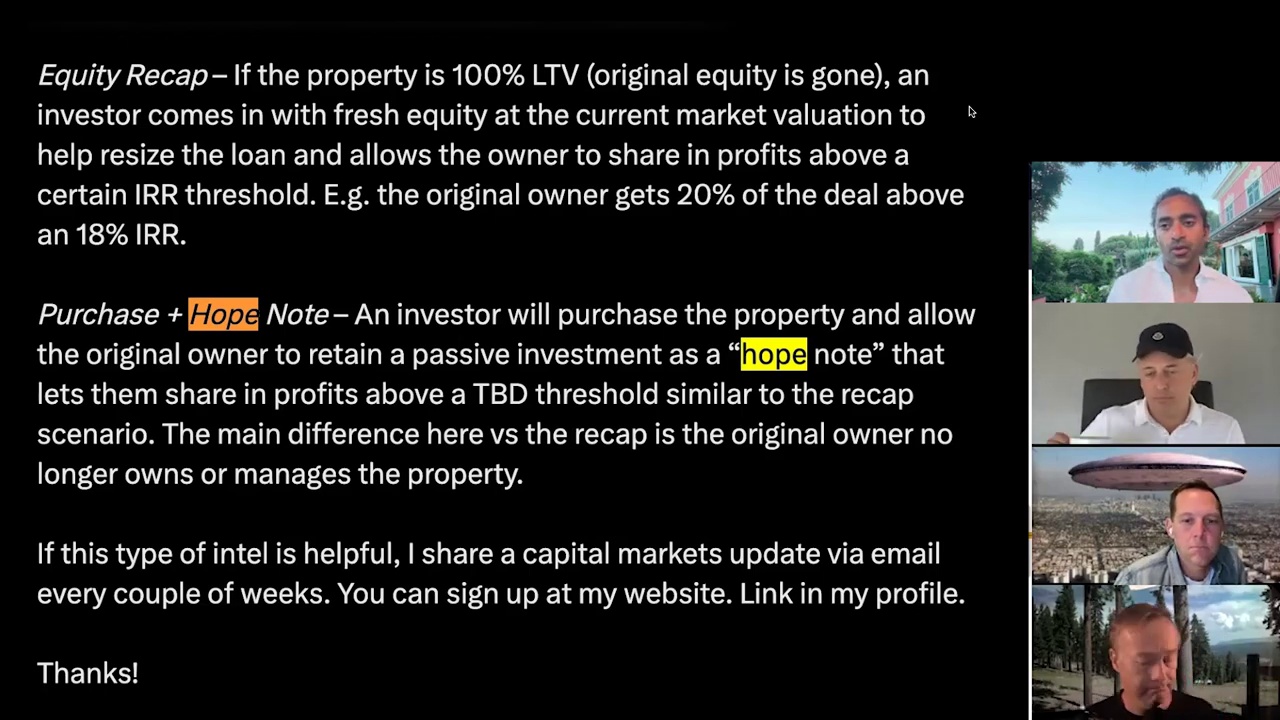 Equity Recap – If the property is 100% LTV (original equity is gone), an
investor comes in with fresh equity at the current market valuation to
help resize the loan and allows the owner to share in profits above a
certain IRR threshold. E.g. the original owner gets 20% of the deal above
an 18% IRR.
Purchase + Hope Note – An investor will purchase the property and allow
the original owner to retain a passive investment as a “hope note” that
lets them share in profits above a TBD threshold similar to the recap
scenario. The main difference here vs the recap is the original owner no
longer owns or manages the property.
If this type of intel is helpful, I share a capital markets update via email
every couple of weeks. You can sign up at my website. Link in my profile.
Thanks!